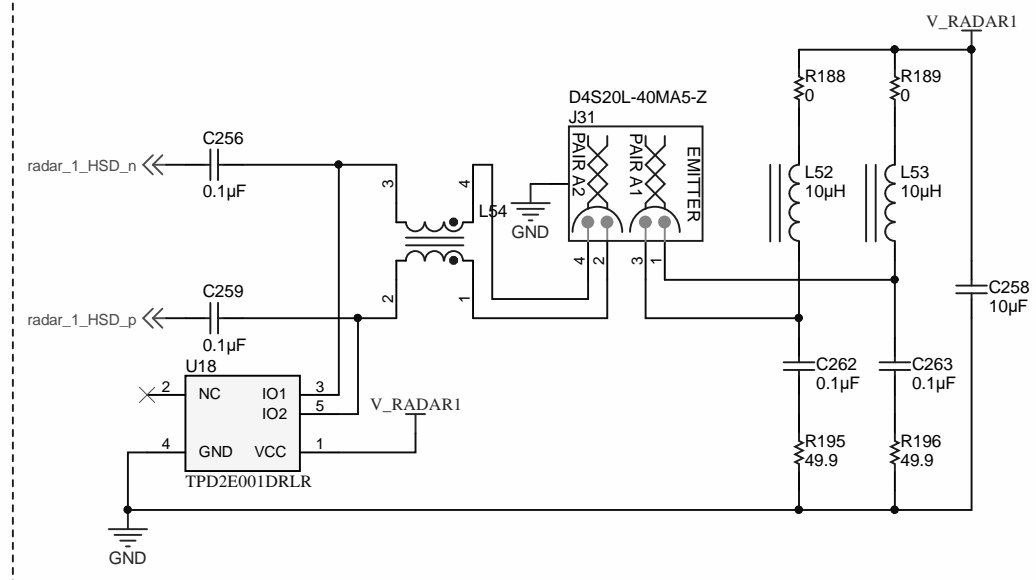 V_RADAR1
R188
0
R189
0
D4S20L-40MA5-Z
J31
C256
radar_1_HSD_n
0.1µF
3
4
L54
GND
PAIR A2
PAIR A1
EMITTER
L52
10µH
L53
10µH
4
2
3
1
2
1
C259
radar_1_HSD_p
0.1µF
C258
10µF
U18
2
NC
IO1
3
IO2
5
V_RADAR1
4
GND
VCC
1
TPD2E001DRLR
C262
0.1µF
C263
0.1µF
R195
49.9
R196
49.9
GND